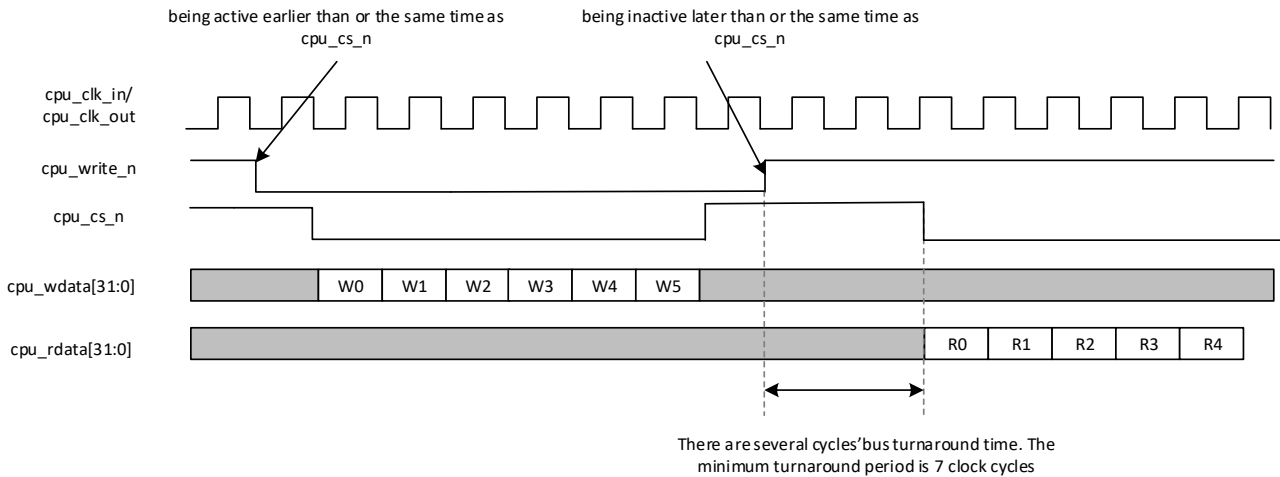 being active earlier than or the same time as
cpu_cs_n
being inactive later than or the same time as
cpu_cs_n
cpu_clk_in/
cpu_clk_out
cpu_write_n
cpu_cs_n
cpu_wdata[31:0]
W0 W1 W2 W3 W4 W5
cpu_rdata[31:0]
R0 R1 R2 R3 R4
There are several cycles’bus turnaround time. The
minimum turnaround period is 7 clock cycles